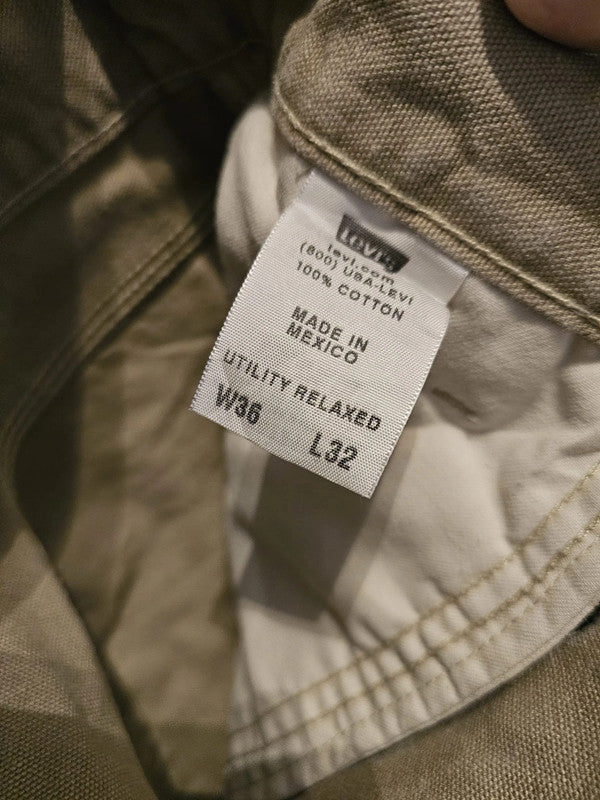 Levi's
levi.com
(800) USA-LEVI
100% COTTON
MADE IN
MEXICO
UTILITY RELAXED
W36 L32